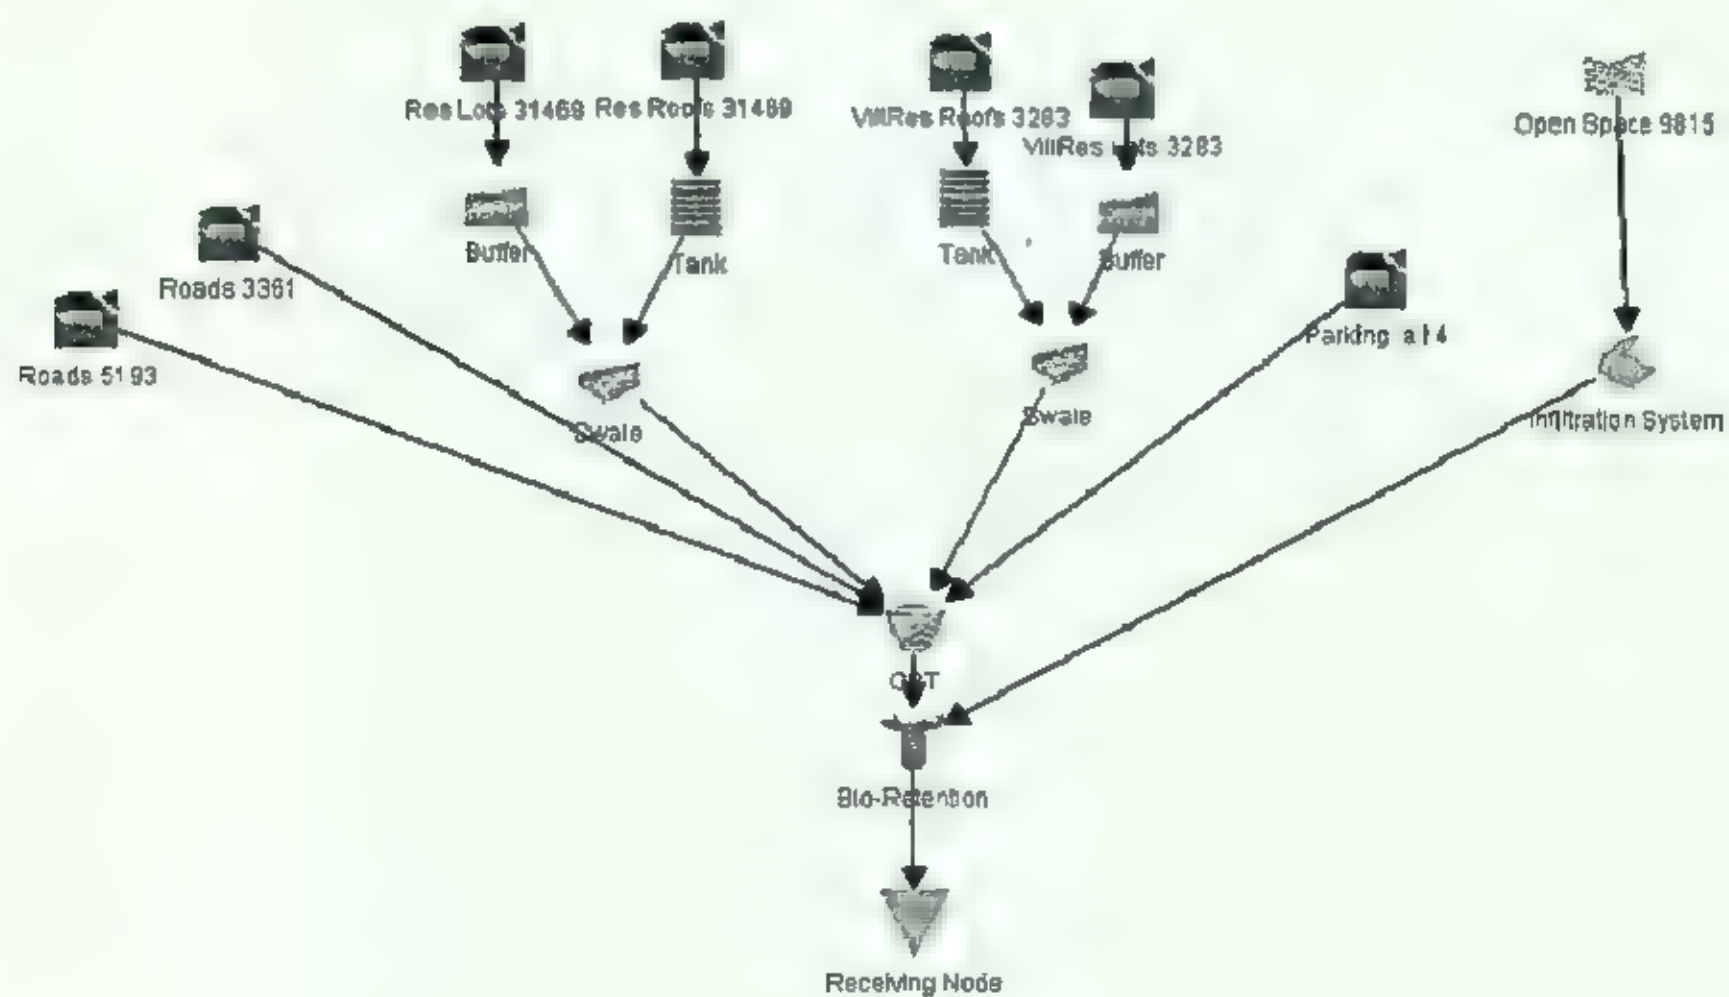 Res Lots 31469
Res Roofs 31469
VillRes Roofs 3283
VillRes Lots 3283
Open Space 9815
Buffer
Tank
Tank
Buffer
Roads 3361
Roads 5193
Parking
Swale
Swale
Infiltration System
GPT
Bio-Retention
Receiving Node